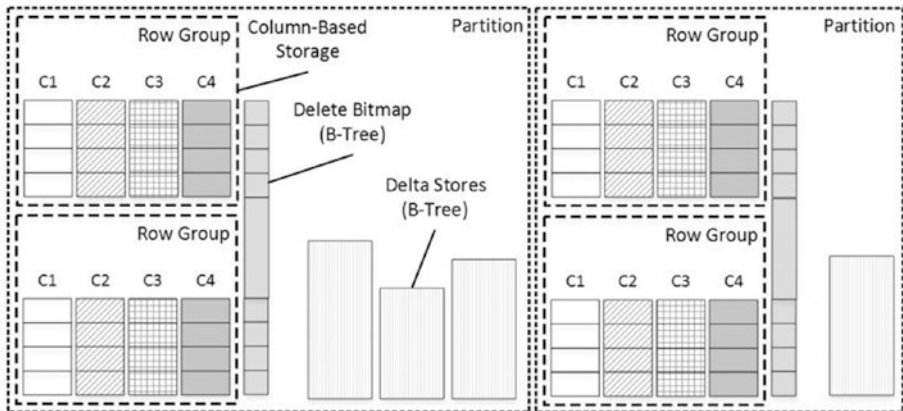 Row Group
C1 C2 C3 C4
Column-Based
Storage
Partition
Delete Bitmap
(B-Tree)
Delta Stores
(B-Tree)
Row Group
C1 C2 C3 C4
Row Group
C1 C2 C3 C4
Partition
Row Group
C1 C2 C3 C4